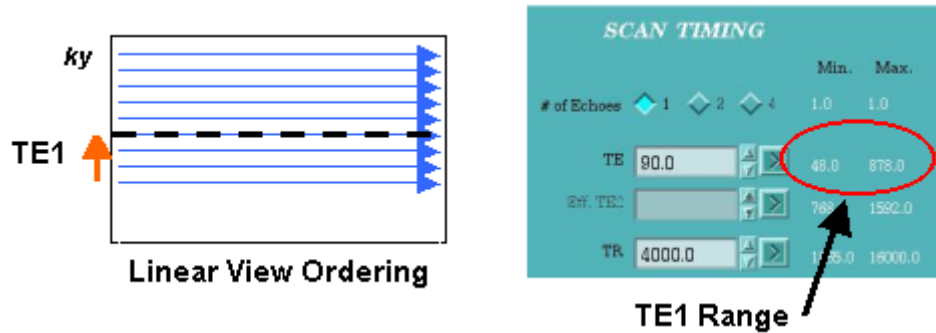 ky
TE1
Linear View Ordering
SCAN TIMING
Min. Max.
# of Echoes 1 2 4 1.0 1.0
TE 90.0 48.0 878.0
Eff. TE2 1592.0
TR 4000.0 16000.0
TE1 Range